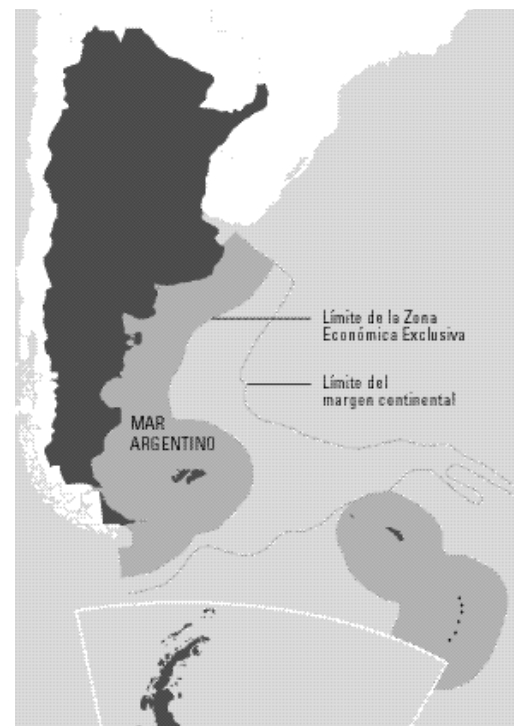 Límite de la Zona
Económica Exclusiva
Límite del
margen continental
MAR
ARGENTINO